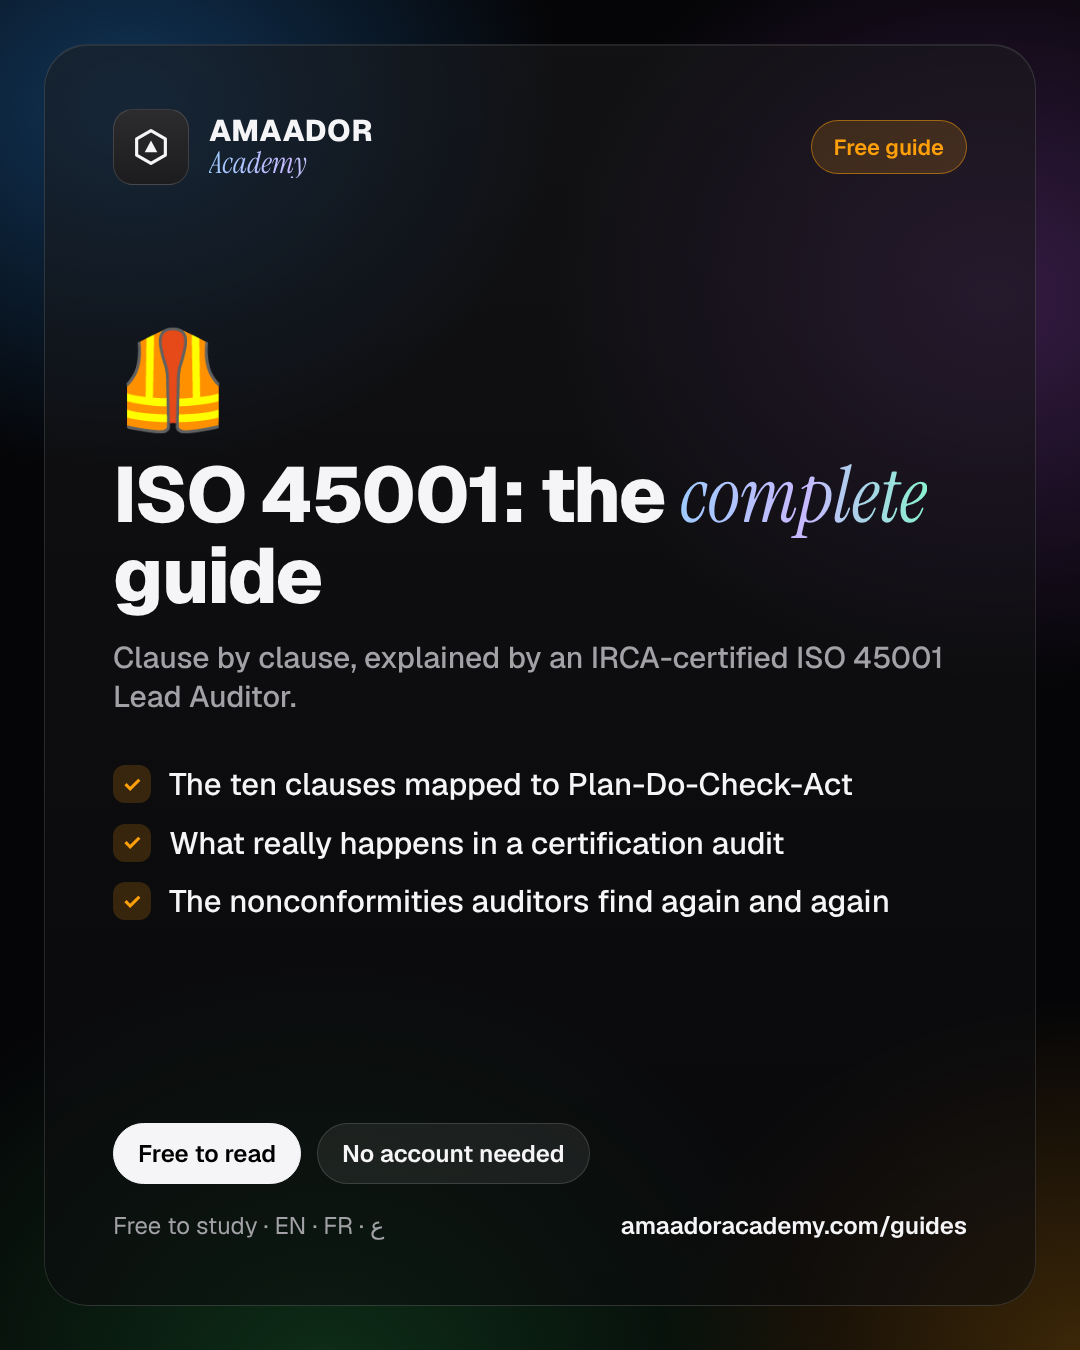 AMAADOR
Academy
Free guide
ISO 45001: the complete
guide
Clause by clause, explained by an IRCA-certified ISO 45001
Lead Auditor.
The ten clauses mapped to Plan-Do-Check-Act
What really happens in a certification audit
The nonconformities auditors find again and again
Free to read
No account needed
Free to study · EN · FR · ع
amaadoracademy.com/guides